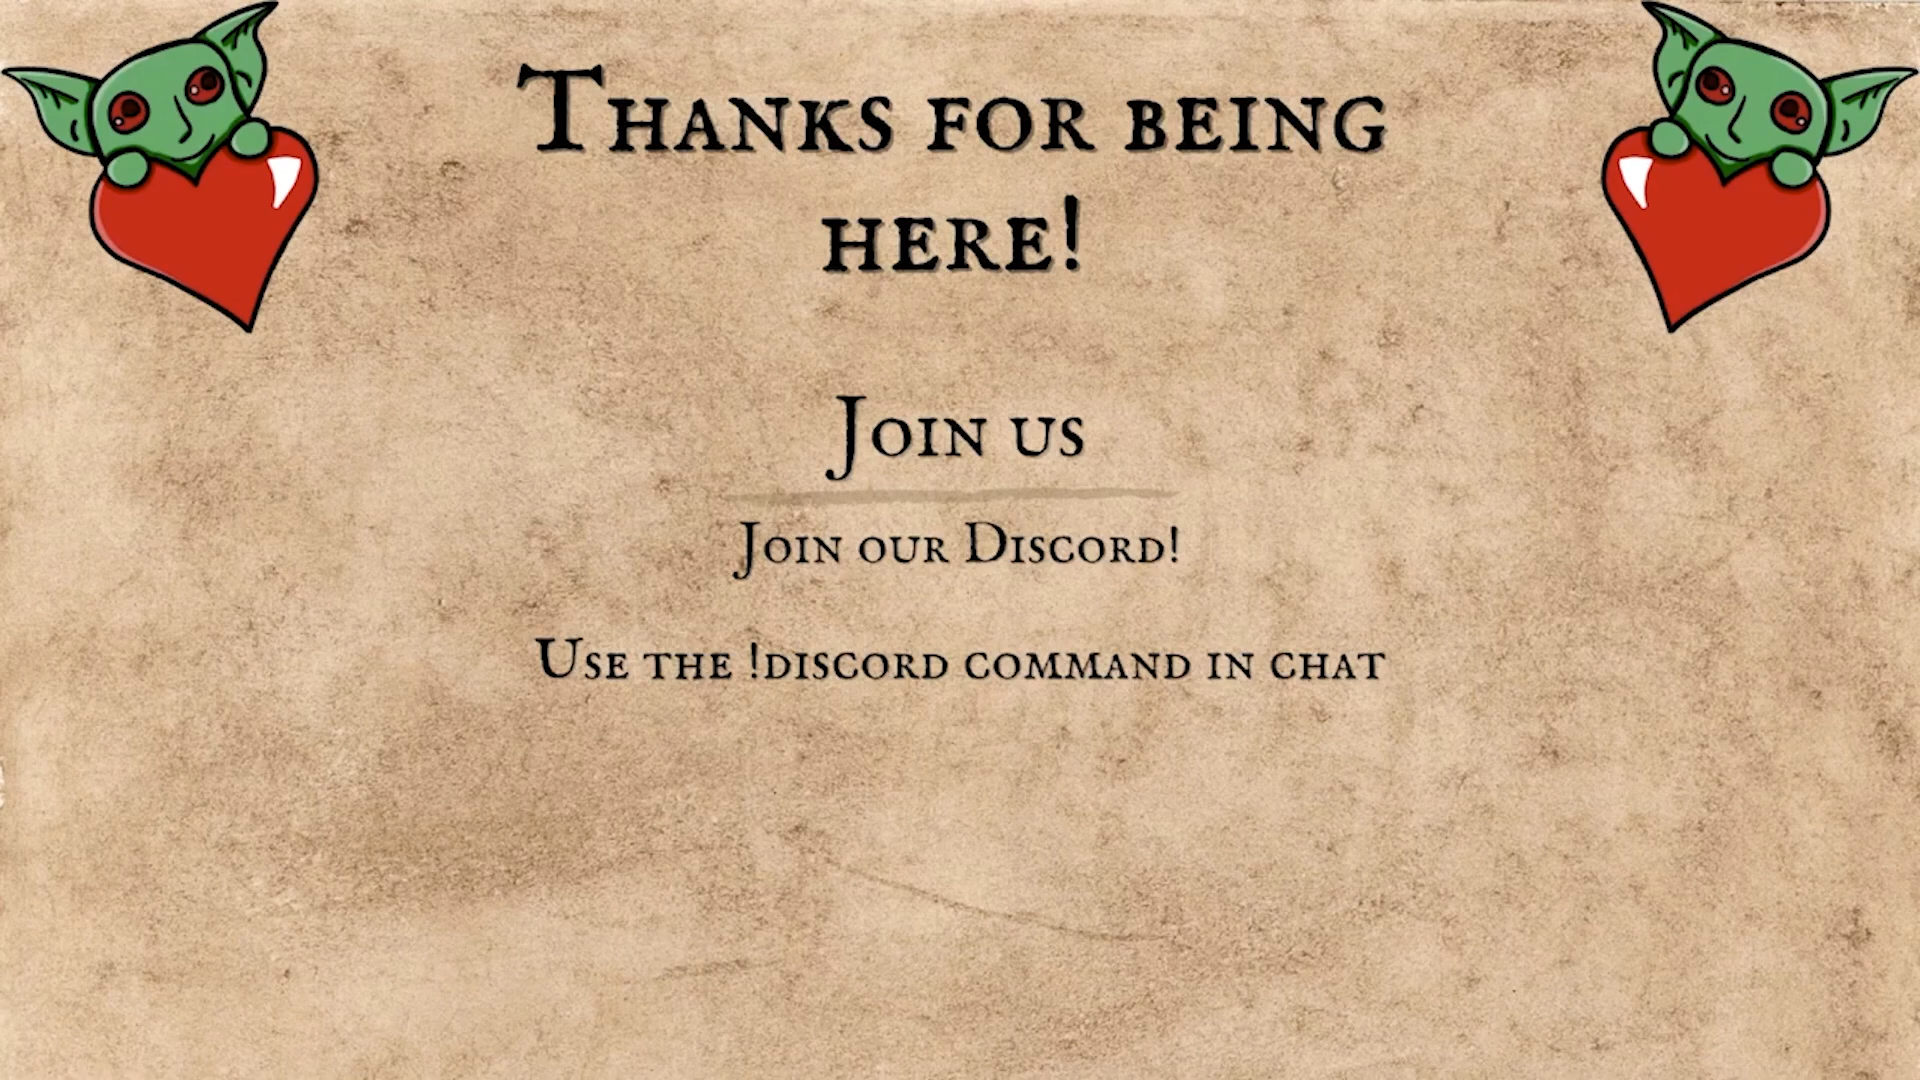 Thanks for being
here!
Join us
Join our Discord!
Use the !discord command in chat